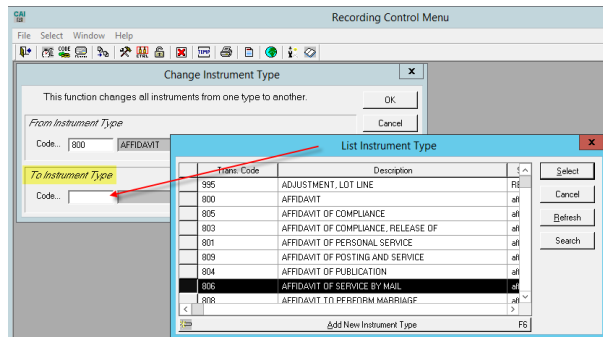 CAI
Recording Control Menu
File Select Window Help
CODE
TEMP
Change Instrument Type x
This function changes all instruments from one type to another.
OK
From Instrument Type
Cancel
Code... 800 AFFIDAVIT
To Instrument Type
Code...
List Instrument Type x
Trans. Code Description
995 ADJUSTMENT, LOT LINE
800 AFFIDAVIT
805 AFFIDAVIT OF COMPLIANCE
803 AFFIDAVIT OF COMPLIANCE, RELEASE OF
801 AFFIDAVIT OF PERSONAL SERVICE
809 AFFIDAVIT OF POSTING AND SERVICE
804 AFFIDAVIT OF PUBLICATION
806 AFFIDAVIT OF SERVICE BY MAIL
808 AFFIDAVIT TO PERFORM MARRIAGE
Select
Cancel
Refresh
Search
Add New Instrument Type F6